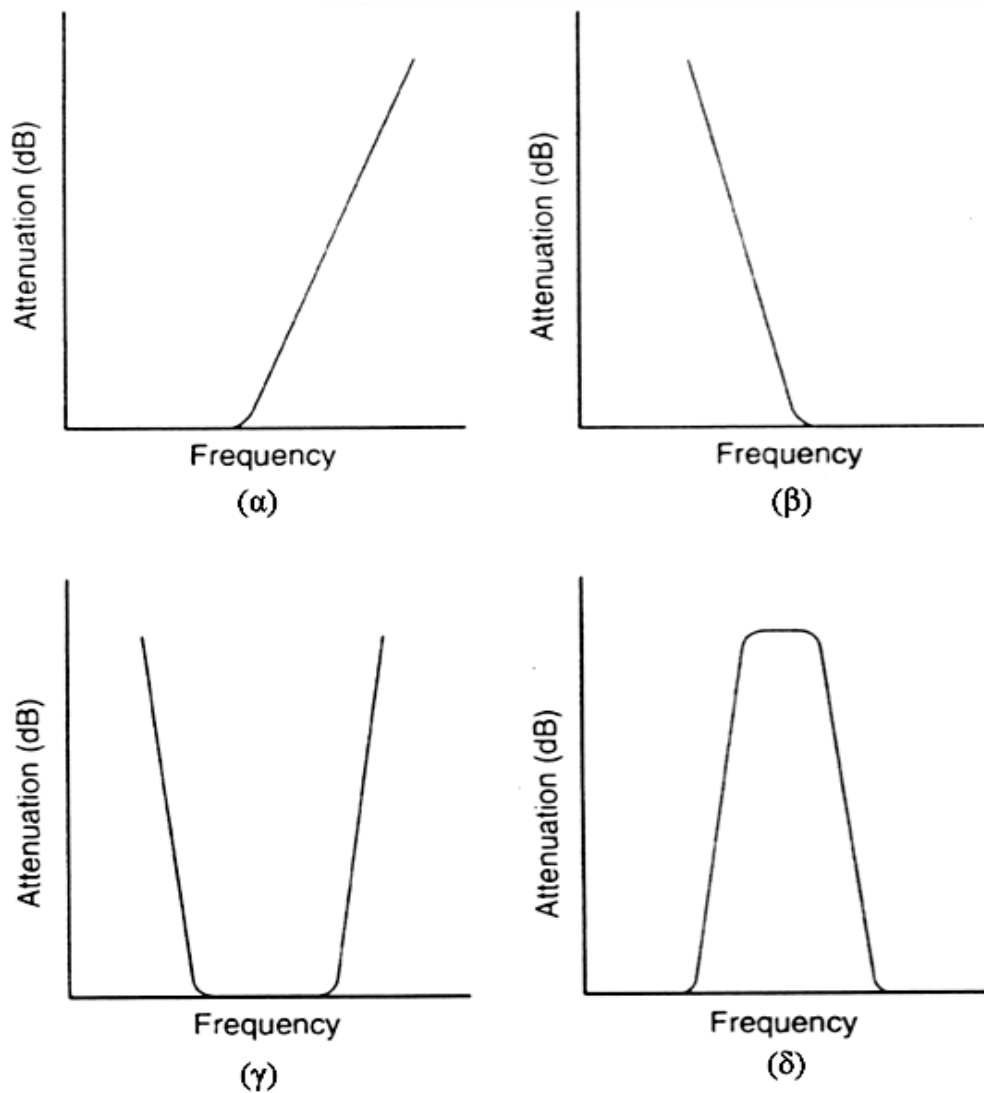 Attenuation (dB)
Frequency
(α)
Attenuation (dB)
Frequency
(β)
Attenuation (dB)
Frequency
(γ)
Attenuation (dB)
Frequency
(δ)